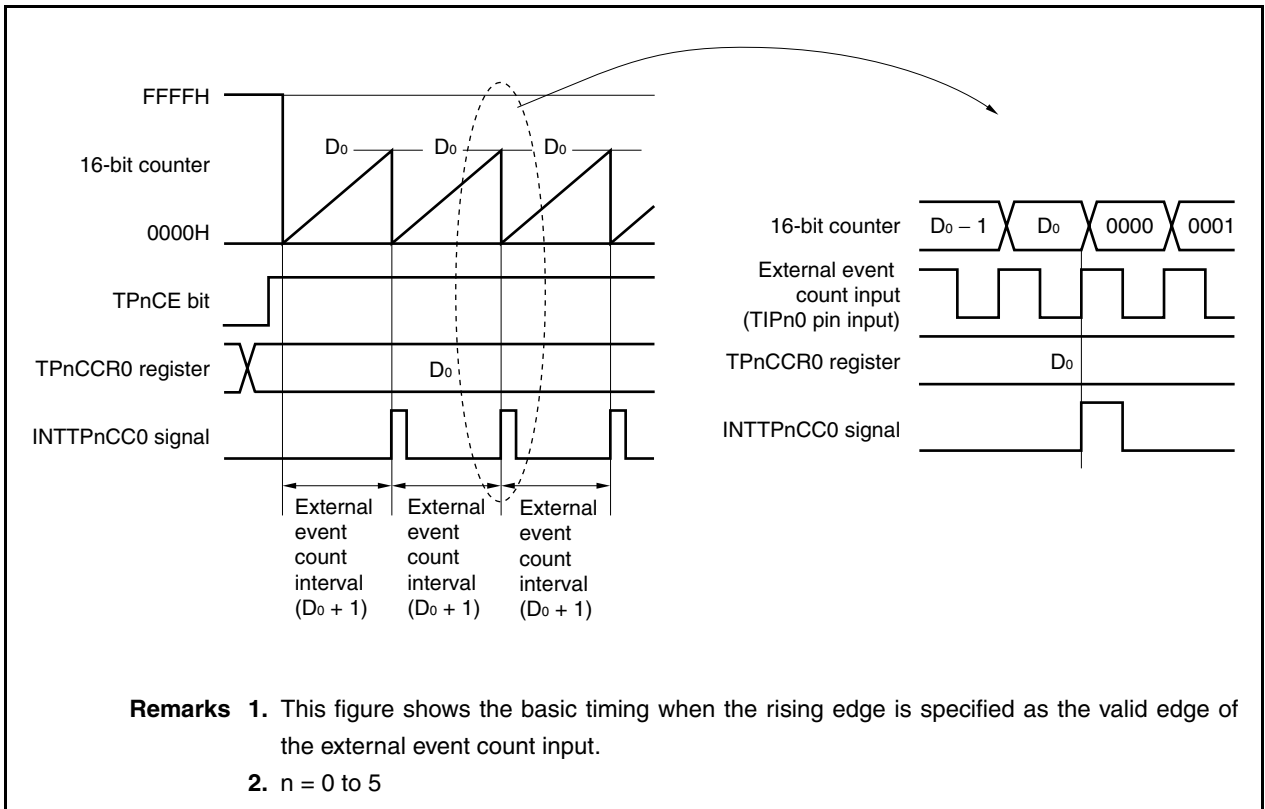 FFFFH
16-bit counter
0000H
D0 D0 D0
TPnCE bit
TPnCCR0 register
D0
INTTPnCC0 signal
External
event
count
interval
(D0 + 1)
External
event
count
interval
(D0 + 1)
External
event
count
interval
(D0 + 1)
16-bit counter
D0 – 1 D0 0000 0001
External event
count input
(TIPn0 pin input)
TPnCCR0 register
D0
INTTPnCC0 signal
Remarks 1. This figure shows the basic timing when the rising edge is specified as the valid edge of
the external event count input.
2. n = 0 to 5